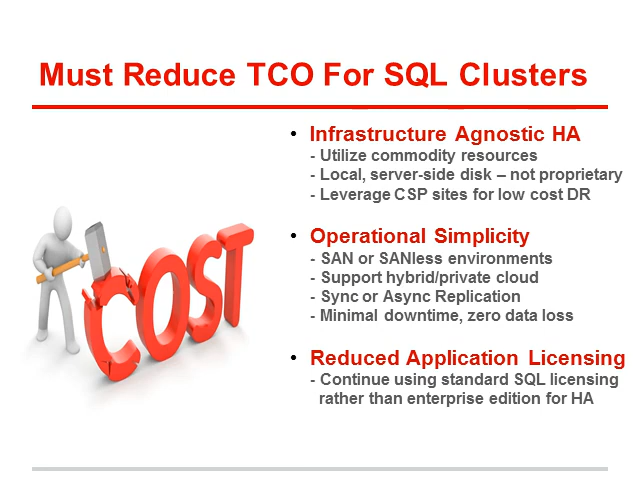 Must Reduce TCO For SQL Clusters
COST
• Infrastructure Agnostic HA
- Utilize commodity resources
- Local, server-side disk – not proprietary
- Leverage CSP sites for low cost DR
• Operational Simplicity
- SAN or SANless environments
- Support hybrid/private cloud
- Sync or Async Replication
- Minimal downtime, zero data loss
• Reduced Application Licensing
- Continue using standard SQL licensing
rather than enterprise edition for HA